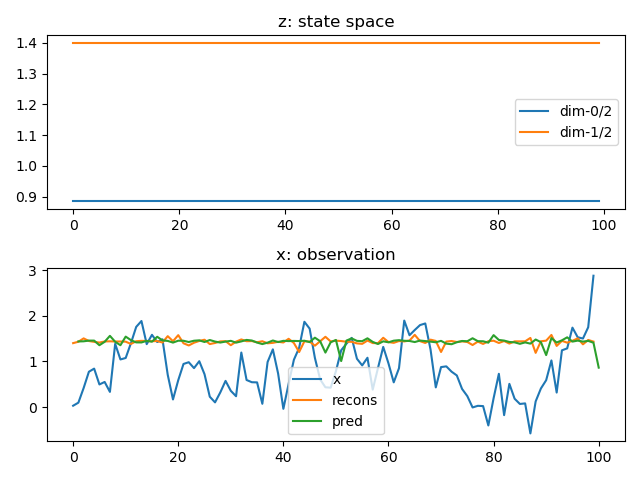 z: state space
1.4
1.3
1.2
1.1
1.0
0.9
dim-0/2
dim-1/2
0 20 40 60 80 100
x: observation
3
2
1
0
x
recons
pred
0 20 40 60 80 100